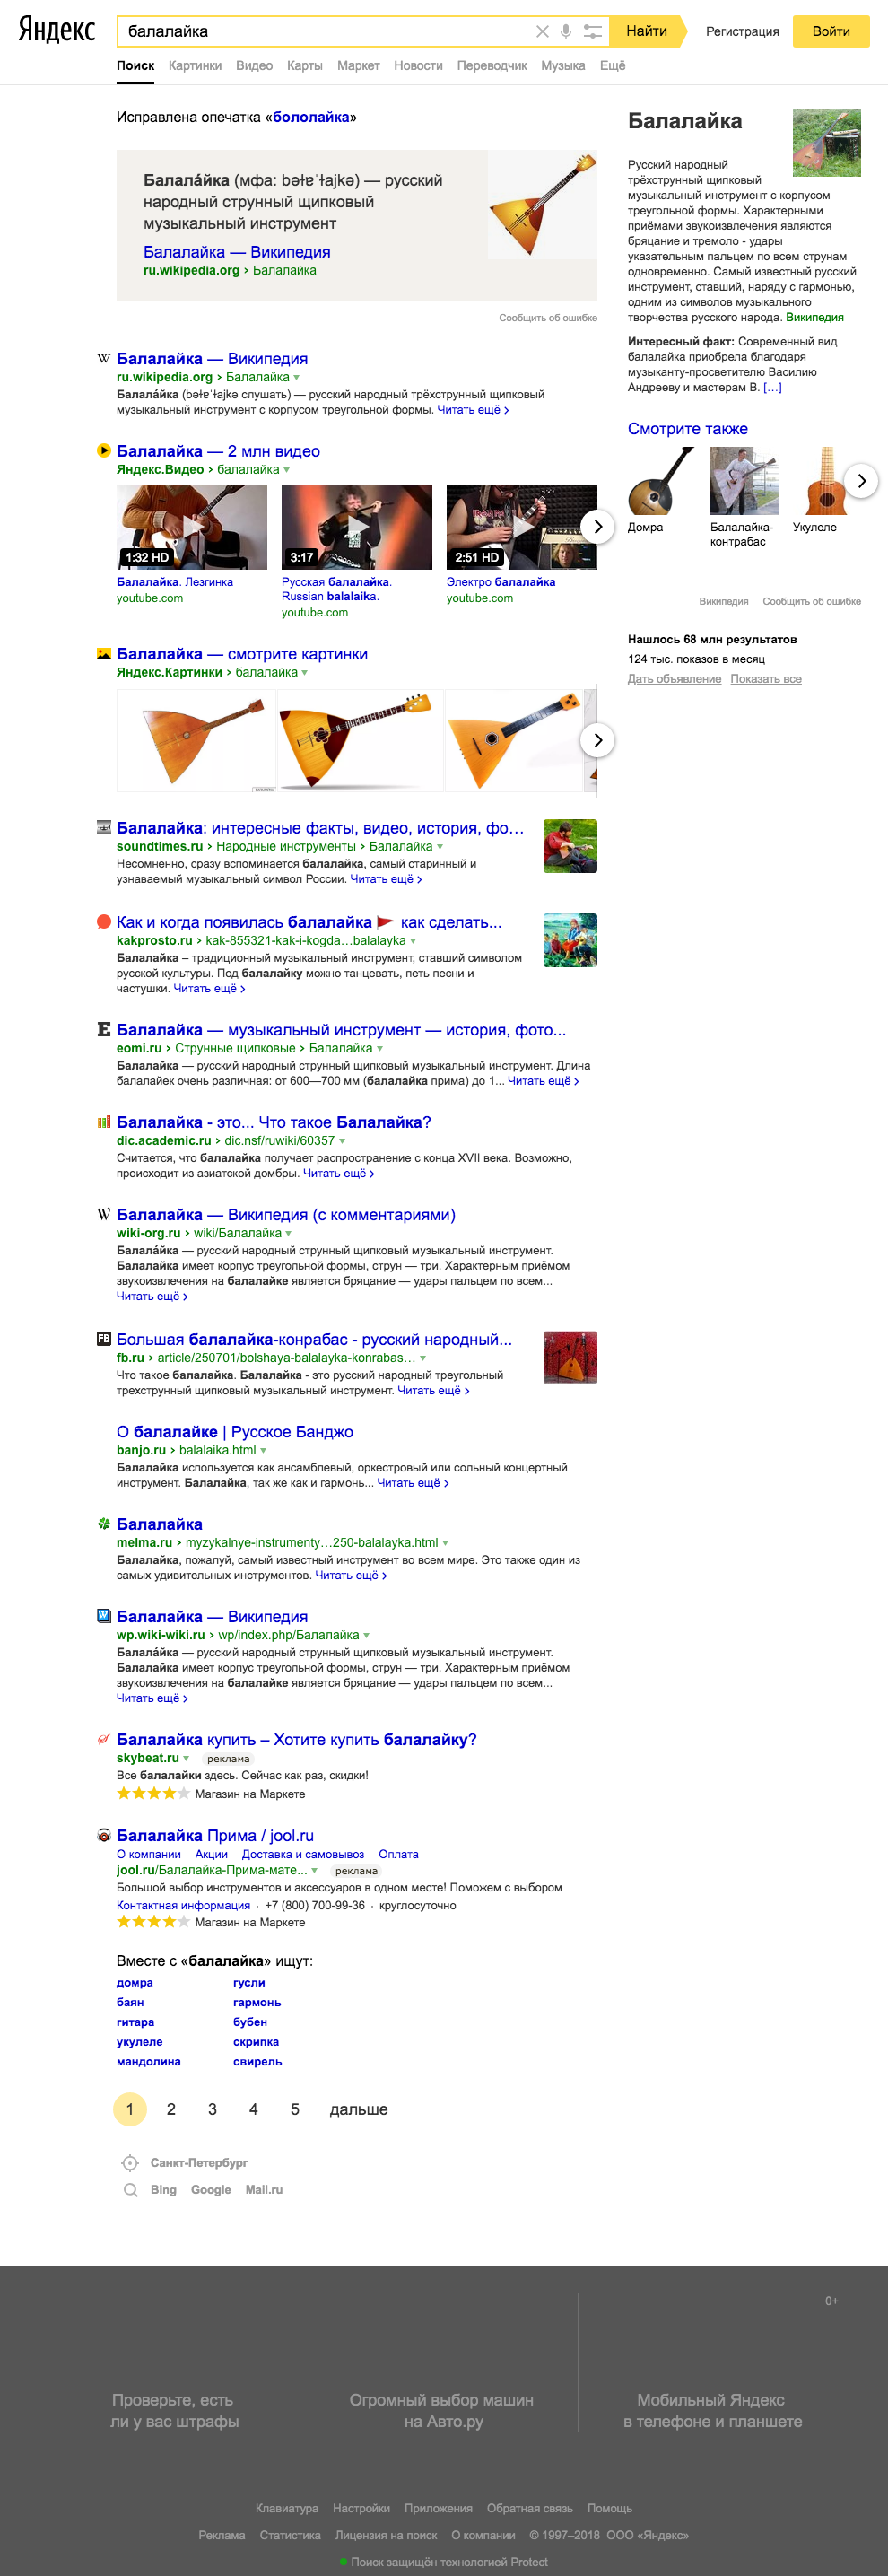 Яндекс
балалайка
Найти
Регистрация
Войти
Поиск Картинки Видео Карты Маркет Новости Переводчик Музыка Ещё
Исправлена опечатка «бололайка»
Балала́йка (мфа: bəɫɐˈɫajkə) — русский
народный струнный щипковый
музыкальный инструмент
Балалайка — Википедия
ru.wikipedia.org › Балалайка
Сообщить об ошибке
Балалайка — Википедия
ru.wikipedia.org › Балалайка
Балала́йка (bəɫɐˈɫajkə слушать) — русский народный трёхструнный щипковый
музыкальный инструмент с корпусом треугольной формы. Читать ещё ›
Балалайка — 2 млн видео
Яндекс.Видео › балалайка
1:32 HD
3:17
2:51 HD
Балалайка. Лезгинка
youtube.com
Русская балалайка.
Russian balalaika.
youtube.com
Электро балалайка
youtube.com
Балалайка — смотрите картинки
Яндекс.Картинки › балалайка
Балалайка: интересные факты, видео, история, фо…
soundtimes.ru › Народные инструменты › Балалайка
Несомненно, сразу вспоминается балалайка, самый старинный и
узнаваемый музыкальный символ России. Читать ещё ›
Как и когда появилась балалайка как сделать...
kakprosto.ru › kak-855321-kak-i-kogda…balalayka
Балалайка – традиционный музыкальный инструмент, ставший символом
русской культуры. Под балалайку можно танцевать, петь песни и
частушки. Читать ещё ›
Балалайка — музыкальный инструмент — история, фото...
eomi.ru › Струнные щипковые › Балалайка
Балалайка — русский народный струнный щипковый музыкальный инструмент. Длина
балалаек очень различная: от 600—700 мм (балалайка прима) до 1... Читать ещё ›
Балалайка - это... Что такое Балалайка?
dic.academic.ru › dic.nsf/ruwiki/60357
Считается, что балалайка получает распространение с конца XVII века. Возможно,
происходит из азиатской домбры. Читать ещё ›
Балалайка — Википедия (с комментариями)
wiki-org.ru › wiki/Балалайка
Балала́йка — русский народный струнный щипковый музыкальный инструмент.
Балалайка имеет корпус треугольной формы, струн — три. Характерным приёмом
звукоизвлечения на балалайке является бряцание — удары пальцем по всем...
Читать ещё ›
FB
Большая балалайка-конрабас - русский народный...
fb.ru › article/250701/bolshaya-balalayka-konrabas…
Что такое балалайка. Балалайка - это русский народный треугольный
трехструнный щипковый музыкальный инструмент. Читать ещё ›
О балалайке | Русское Банджо
banjo.ru › balalaika.html
Балалайка используется как ансамблевый, оркестровый или сольный концертный
инструмент. Балалайка, так же как и гармонь... Читать ещё ›
Балалайка
melma.ru › myzykalnye-instrumenty…250-balalayka.html
Балалайка, пожалуй, самый известный инструмент во всем мире. Это также один из
самых удивительных инструментов. Читать ещё ›
Балалайка — Википедия
wp.wiki-wiki.ru › wp/index.php/Балалайка
Балала́йка — русский народный струнный щипковый музыкальный инструмент.
Балалайка имеет корпус треугольной формы, струн — три. Характерным приёмом
звукоизвлечения на балалайке является бряцание — удары пальцем по всем...
Читать ещё ›
Балалайка купить – Хотите купить балалайку?
skybeat.ru реклама
Все балалайки здесь. Сейчас как раз, скидки!
Магазин на Маркете
Балалайка Прима / jool.ru
О компании Акции Доставка и самовывоз Оплата
jool.ru/Балалайка-Прима-мате... реклама
Большой выбор инструментов и аксессуаров в одном месте! Поможем с выбором
Контактная информация · +7 (800) 700-99-36 · круглосуточно
Магазин на Маркете
Вместе с «балалайка» ищут:
домра гусли
баян гармонь
гитара бубен
укулеле скрипка
мандолина свирель
1 2 3 4 5 дальше
Санкт-Петербург
Bing Google Mail.ru
Балалайка
Русский народный
трёхструнный щипковый
музыкальный инструмент с корпусом
треугольной формы. Характерными
приёмами звукоизвлечения являются
бряцание и тремоло - удары
указательным пальцем по всем струнам
одновременно. Самый известный русский
инструмент, ставший, наряду с гармонью,
одним из символов музыкального
творчества русского народа. Википедия
Интересный факт: Современный вид
балалайка приобрела благодаря
музыканту-просветителю Василию
Андрееву и мастерам В. [...]
Смотрите также
Домра
Балалайка-
контрабас
Укулеле
Википедия Сообщить об ошибке
Нашлось 68 млн результатов
124 тыс. показов в месяц
Дать объявление Показать все
0+
Проверьте, есть
ли у вас штрафы
Огромный выбор машин
на Авто.ру
Мобильный Яндекс
в телефоне и планшете
Клавиатура Настройки Приложения Обратная связь Помощь
Реклама Статистика Лицензия на поиск О компании © 1997–2018 ООО «Яндекс»
Поиск защищён технологией Protect